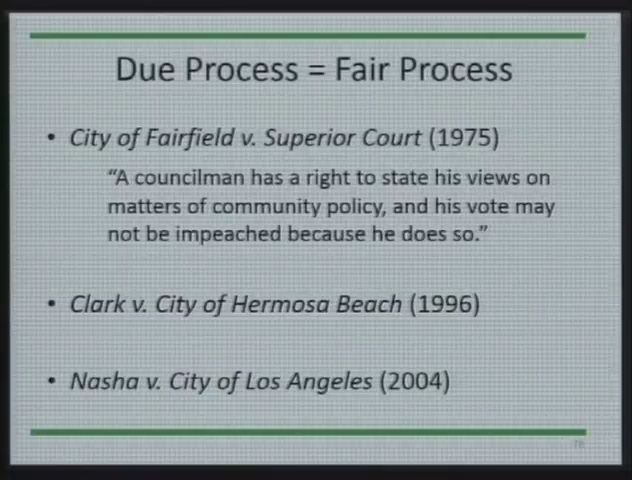 Due Process = Fair Process
• City of Fairfield v. Superior Court (1975)
“A councilman has a right to state his views on
matters of community policy, and his vote may
not be impeached because he does so.”
• Clark v. City of Hermosa Beach (1996)
• Nasha v. City of Los Angeles (2004)